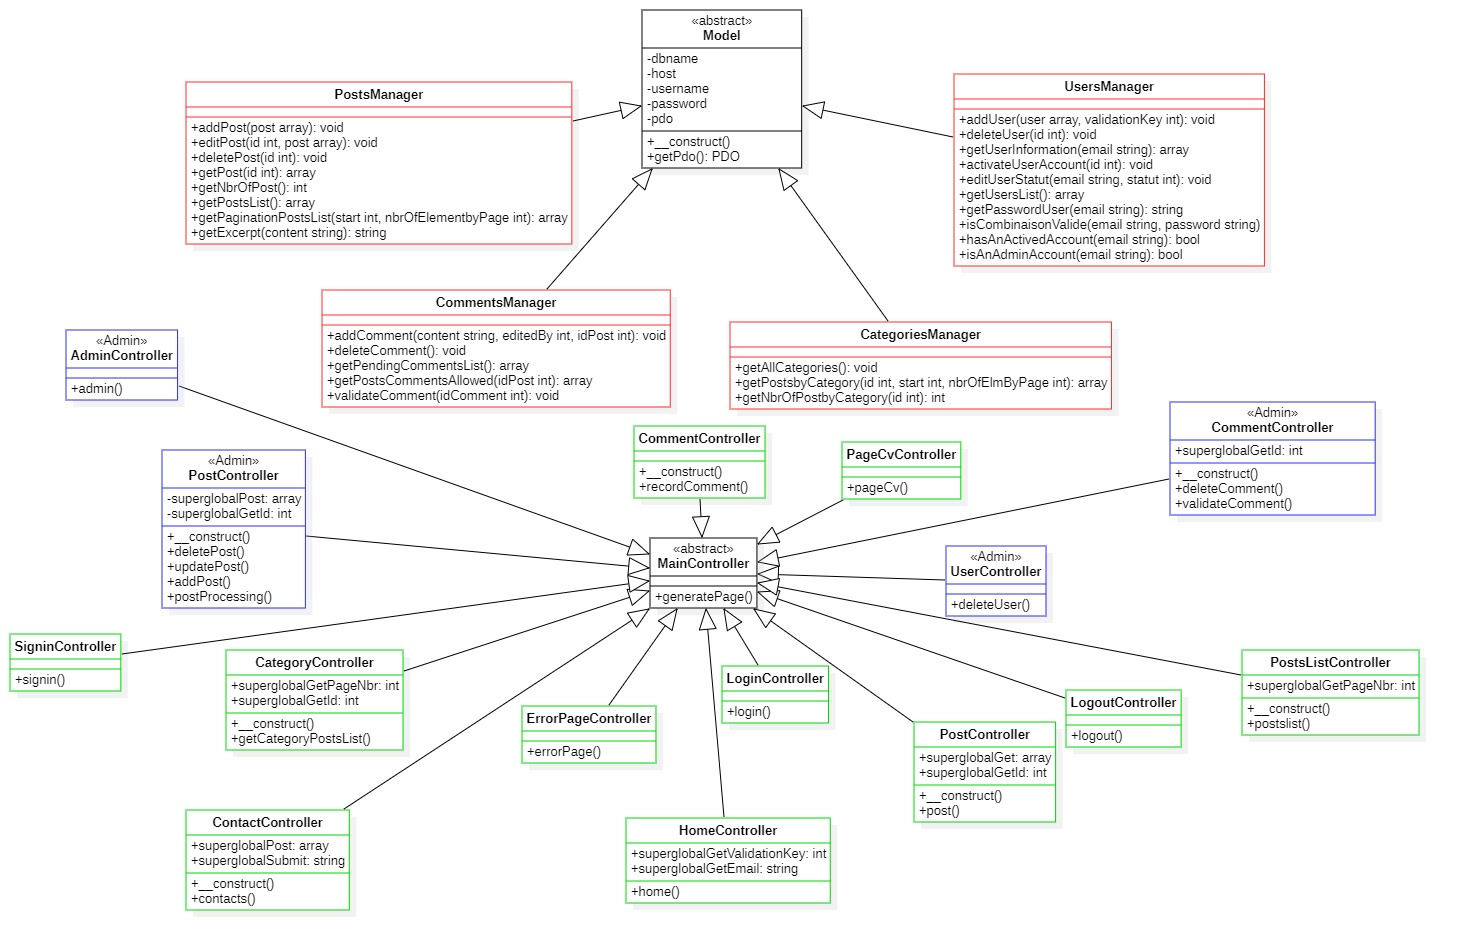 «abstract»
Model
-dbname
-host
-username
-password
-pdo
+__construct()
+getPdo(): PDO
PostsManager
+addPost(post array): void
+editPost(id int, post array): void
+deletePost(id int): void
+getPost(id int): array
+getNbrOfPost(): int
+getPostsList(): array
+getPaginationPostsList(start int, nbrOfElementbyPage int): array
+getExcerpt(content string): string
UsersManager
+addUser(user array, validationKey int): void
+deleteUser(id int): void
+getUserInformation(email string): array
+activateUserAccount(id int): void
+editUserStatut(email string, statut int): void
+getUsersList(): array
+getPasswordUser(email string): string
+isCombinaisonValide(email string, password string)
+hasAnActivedAccount(email string): bool
+isAnAdminAccount(email string): bool
CommentsManager
+addComment(content string, editedBy int, idPost int): void
+deleteComment(): void
+getPendingCommentsList(): array
+getPostsCommentsAllowed(idPost int): array
+validateComment(idComment int): void
CategoriesManager
+getAllCategories(): void
+getPostsbyCategory(id int, start int, nbrOfElmByPage int): array
+getNbrOfPostbyCategory(id int): int
«Admin»
AdminController
+admin()
«Admin»
PostController
-superglobalPost: array
-superglobalGetId: int
+__construct()
+deletePost()
+updatePost()
+addPost()
+postProcessing()
CommentController
+__construct()
+recordComment()
PageCvController
+pageCv()
«Admin»
CommentController
+superglobalGetId: int
+__construct()
+deleteComment()
+validateComment()
«abstract»
MainController
+generatePage()
«Admin»
UserController
+deleteUser()
SigninController
+signin()
CategoryController
+superglobalGetPageNbr: int
+superglobalGetId: int
+__construct()
+getCategoryPostsList()
ErrorPageController
+errorPage()
LoginController
+login()
PostController
+superglobalGet: array
+superglobalGetId: int
+__construct()
+post()
LogoutController
+logout()
PostsListController
+superglobalGetPageNbr: int
+__construct()
+postslist()
ContactController
+superglobalPost: array
+superglobalSubmit: string
+__construct()
+contacts()
HomeController
+superglobalGetValidationKey: int
+superglobalGetEmail: string
+home()